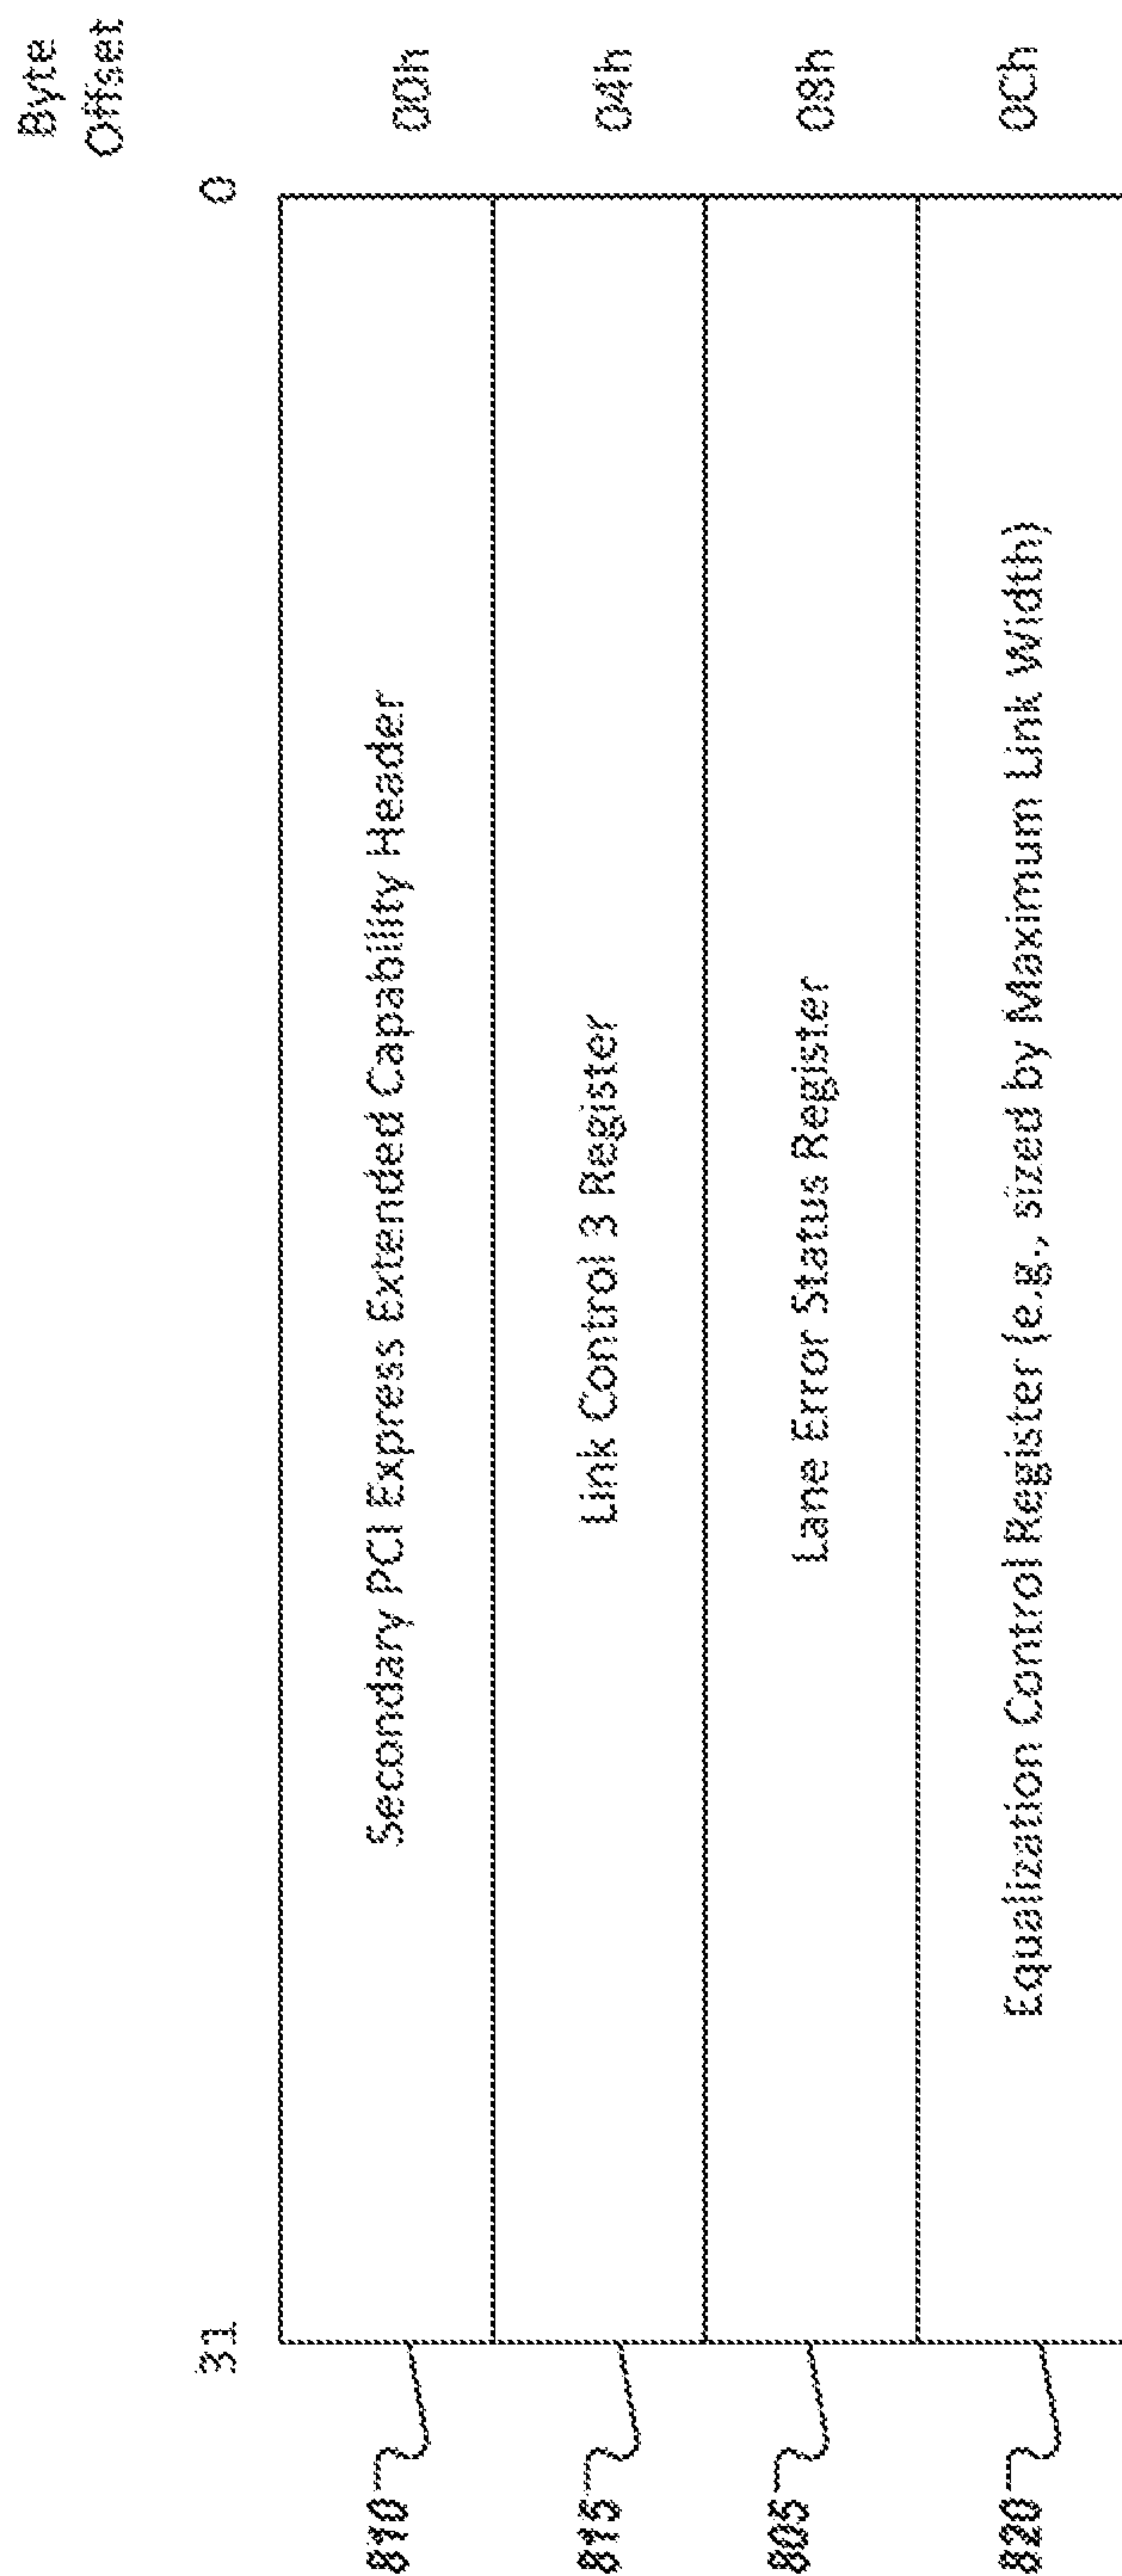 Byte
Offset
31
0
810
Secondary PCI Express Extended Capability Header
00h
815
Link Control 3 Register
04h
805
Lane Error Status Register
08h
820
Equalization Control Register (e.g., sized by Maximum Link Width)
0Ch